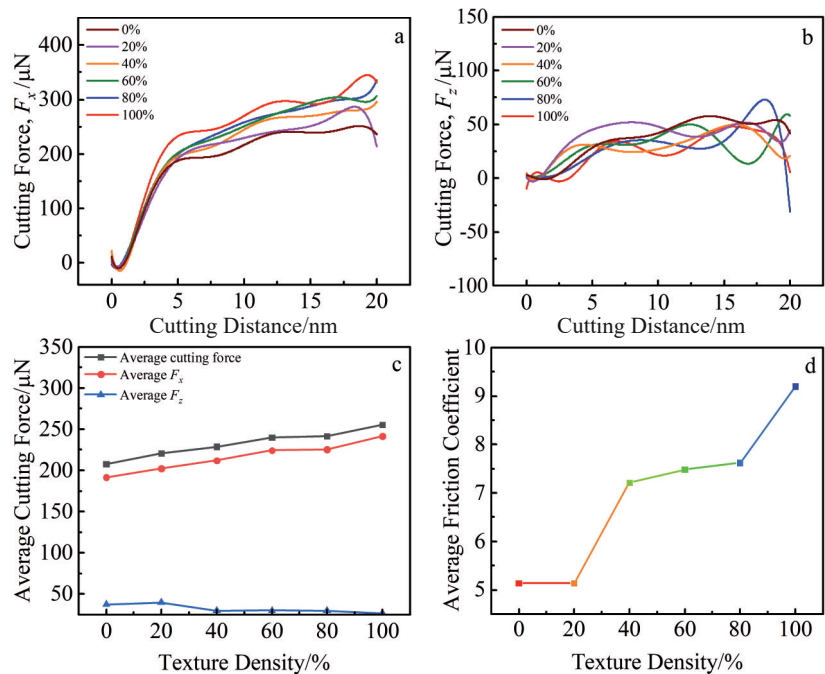 a
Cutting Force, Fx /μN
400
300
200
100
0
0%
20%
40%
60%
80%
100%
0 5 10 15 20
Cutting Distance/nm
b
Cutting Force, Fz /μN
150
100
50
0
-50
-100
0%
20%
40%
60%
80%
100%
0 5 10 15 20
Cutting Distance/nm
c
Average Cutting Force/μN
350
300
250
200
250
100
50
Average cutting force
Average Fx
Average Fz
0 20 40 60 80 100
Texture Density/%
d
Average Friction Coefficient
9
8
7
6
5
0 20 40 60 80 100
Texture Density/%